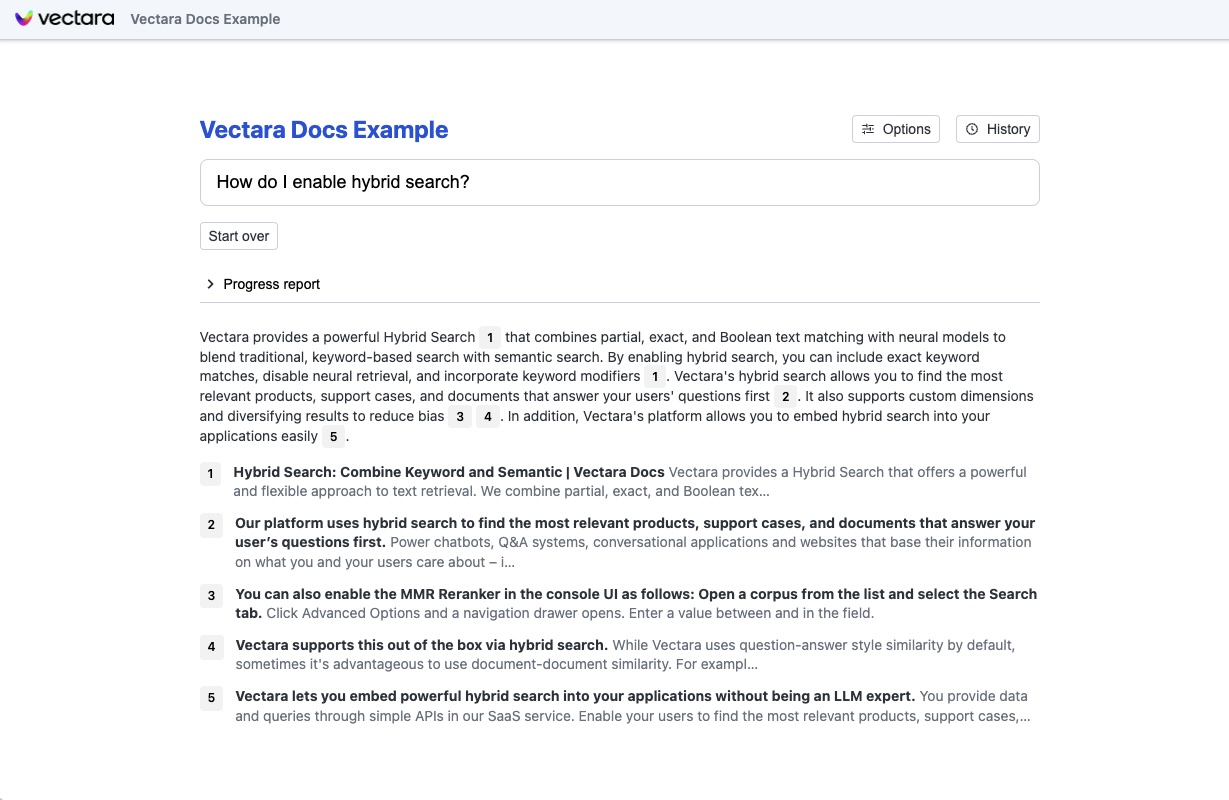 vectara Vectara Docs Example
Vectara Docs Example
Options
History
How do I enable hybrid search?
Start over
Progress report
Vectara provides a powerful Hybrid Search 1 that combines partial, exact, and Boolean text matching with neural models to
blend traditional, keyword-based search with semantic search. By enabling hybrid search, you can include exact keyword
matches, disable neural retrieval, and incorporate keyword modifiers 1 . Vectara's hybrid search allows you to find the most
relevant products, support cases, and documents that answer your users' questions first 2 . It also supports custom dimensions
and diversifying results to reduce bias 3 4 . In addition, Vectara's platform allows you to embed hybrid search into your
applications easily 5 .
1 Hybrid Search: Combine Keyword and Semantic | Vectara Docs Vectara provides a Hybrid Search that offers a powerful
and flexible approach to text retrieval. We combine partial, exact, and Boolean tex...
2 Our platform uses hybrid search to find the most relevant products, support cases, and documents that answer your
user’s questions first. Power chatbots, Q&A systems, conversational applications and websites that base their information
on what you and your users care about – i...
3 You can also enable the MMR Reranker in the console UI as follows: Open a corpus from the list and select the Search
tab. Click Advanced Options and a navigation drawer opens. Enter a value between and in the field.
4 Vectara supports this out of the box via hybrid search. While Vectara uses question-answer style similarity by default,
sometimes it's advantageous to use document-document similarity. For exampl...
5 Vectara lets you embed powerful hybrid search into your applications without being an LLM expert. You provide data
and queries through simple APIs in our SaaS service. Enable your users to find the most relevant products, support cases,...